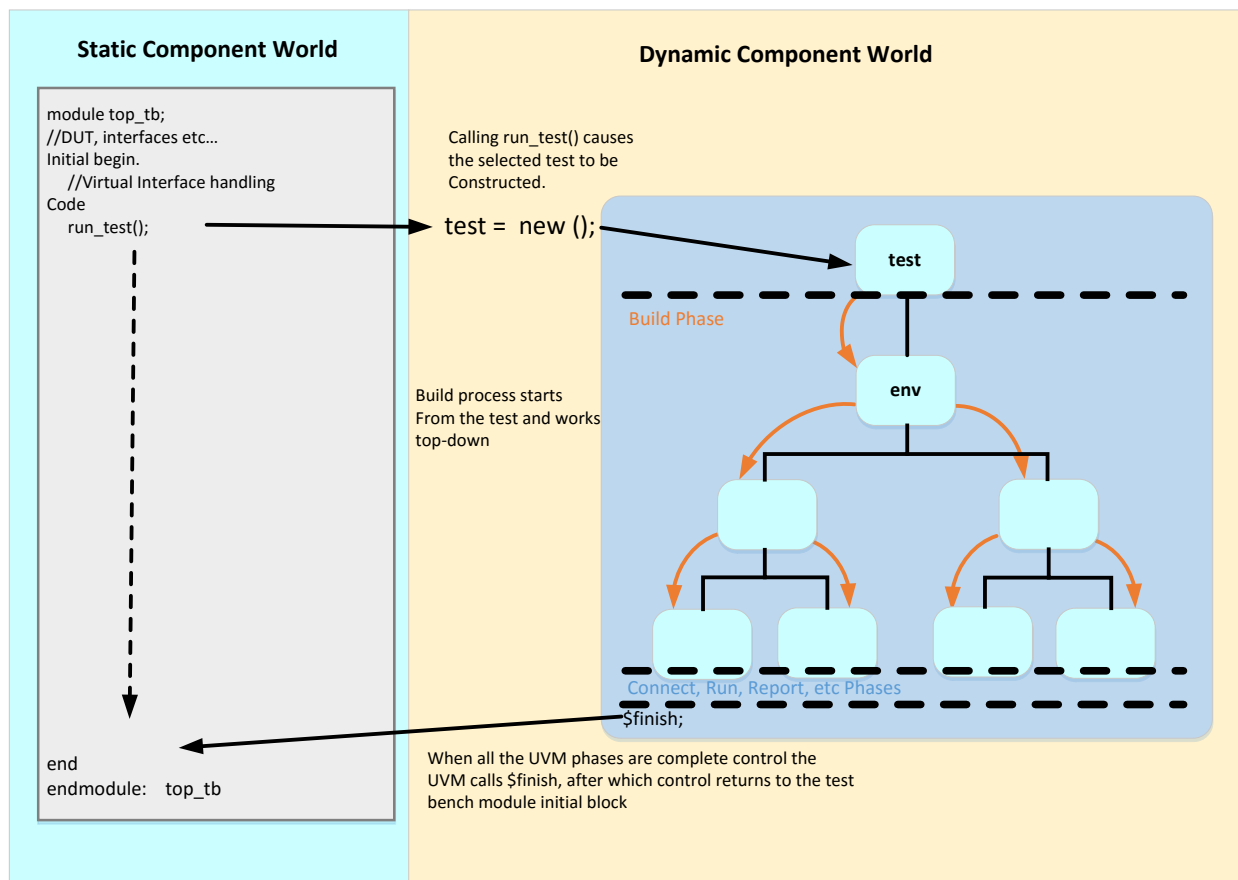 Static Component World
module top_tb;
//DUT, interfaces etc…
Initial begin.
//Virtual Interface handling
Code
run_test();
end
endmodule: top_tb
Dynamic Component World
Calling run_test() causes
the selected test to be
Constructed.
test = new ();
test
Build Phase
env
Build process starts
From the test and works
top-down
Connect, Run, Report, etc Phases
$finish;
When all the UVM phases are complete control the
UVM calls $finish, after which control returns to the test
bench module initial block